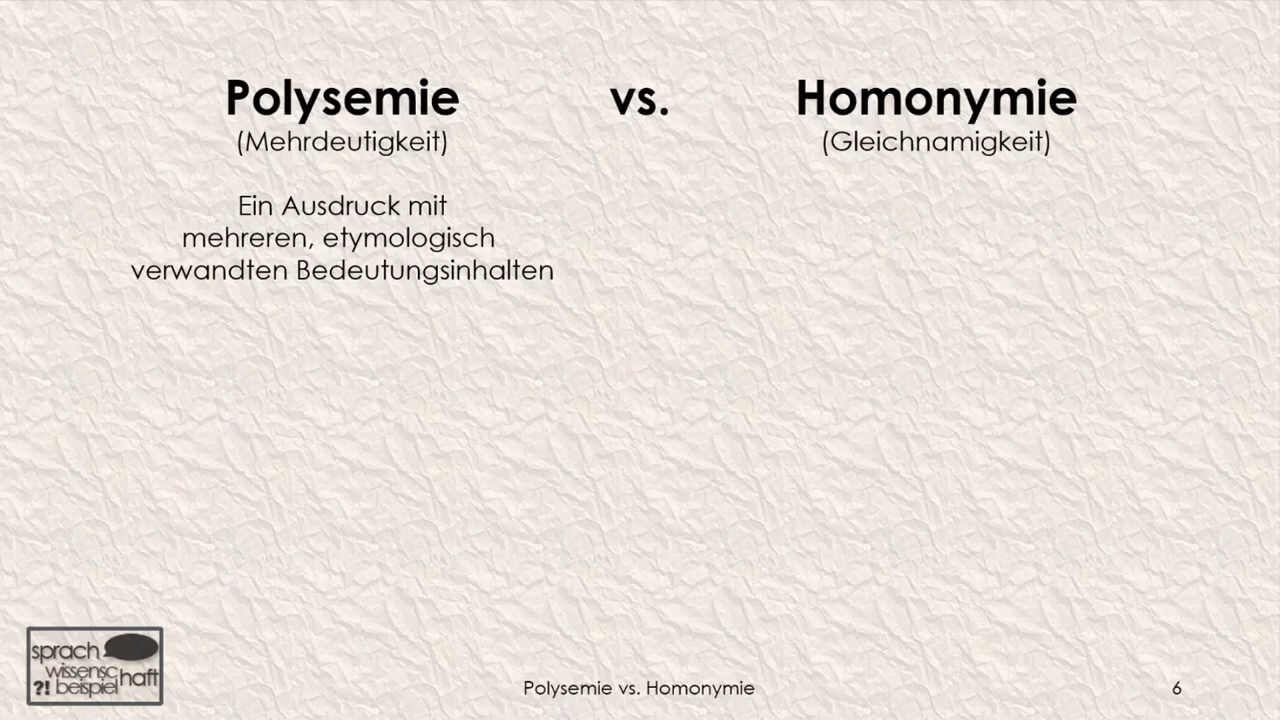 Polysemie vs. Homonymie
(Mehrdeutigkeit) (Gleichnamigkeit)
Ein Ausdruck mit
mehreren, etymologisch
verwandten Bedeutungsinhalten
sprach
wissensc
haft
?! beispiel
Polysemie vs. Homonymie 6